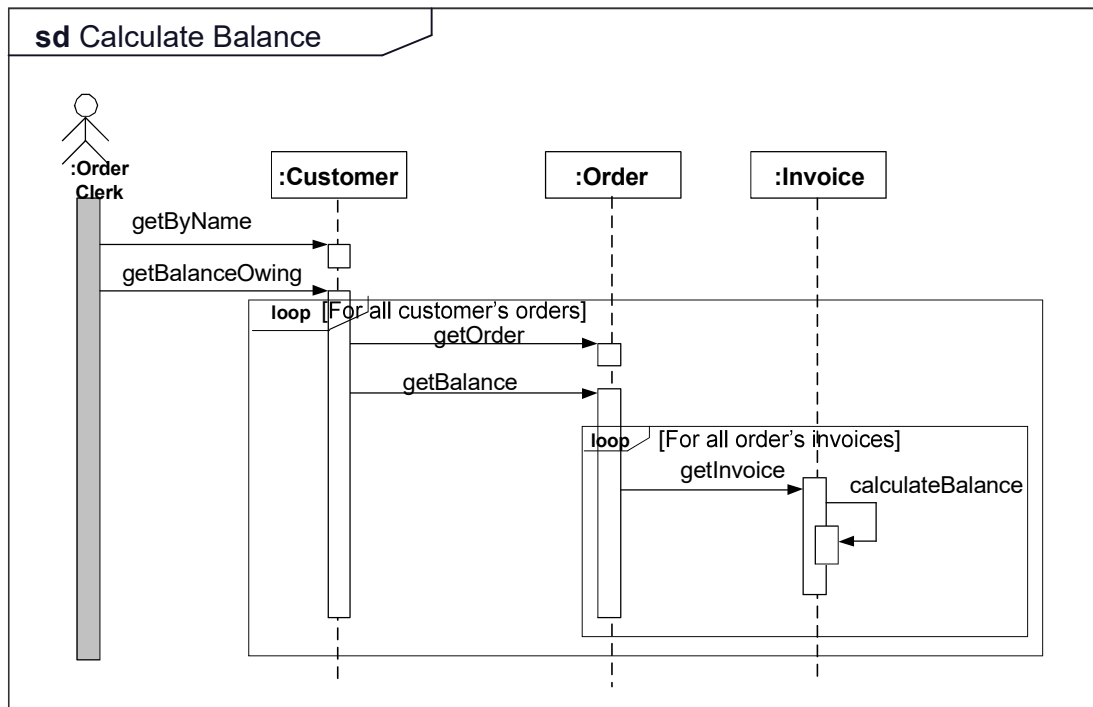 sd Calculate Balance
:Order
Clerk
:Customer
:Order
:Invoice
getByName
getBalanceOwing
loop [For all customer’s orders]
getOrder
getBalance
loop [For all order’s invoices]
getInvoice
calculateBalance